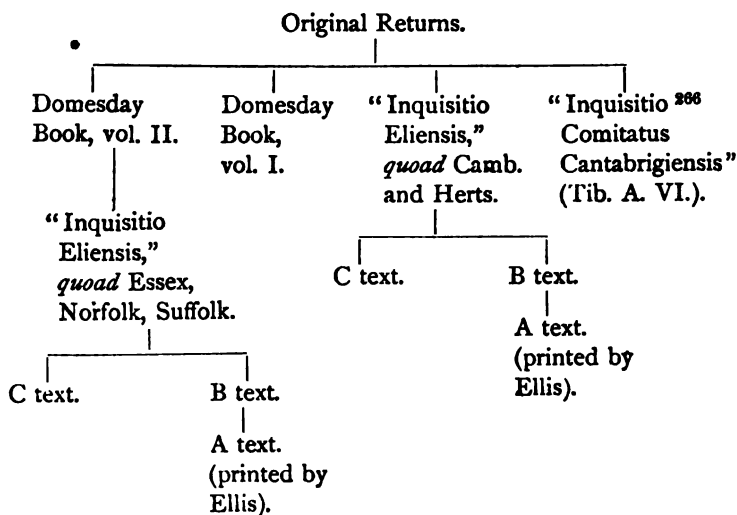 Original Returns.
Domesday
Book, vol. II.
Domesday
Book,
vol. I.
“Inquisitio
Eliensis,”
quoad Camb.
and Herts.
“Inquisitio 266
Comitatus
Cantabrigiensis”
(Tib. A. VI.).
“Inquisitio
Eliensis,”
quoad Essex,
Norfolk, Suffolk.
C text.
B text.
A text.
(printed by
Ellis).
C text.
B text.
A text.
(printed by
Ellis).